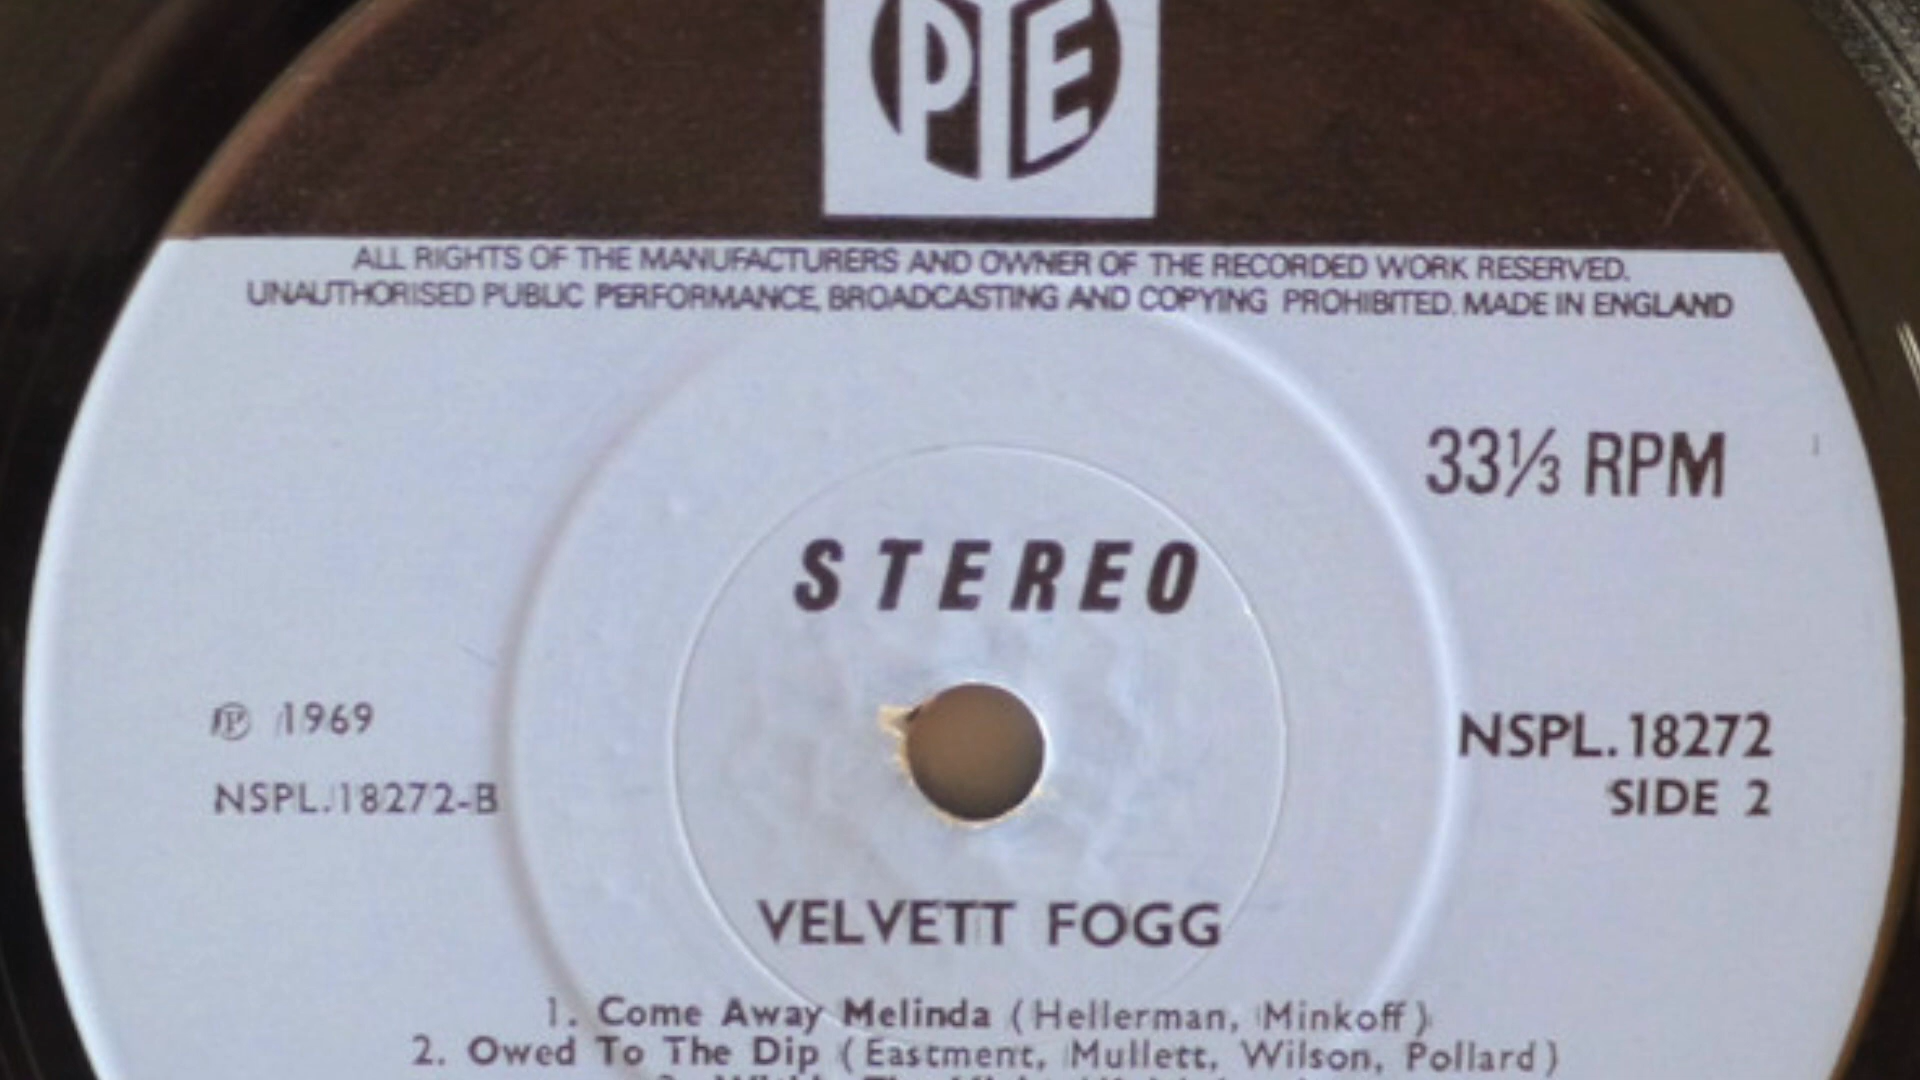 PYE
ALL RIGHTS OF THE MANUFACTURERS AND OWNER OF THE RECORDED WORK RESERVED.
UNAUTHORISED PUBLIC PERFORMANCE, BROADCASTING AND COPYING PROHIBITED. MADE IN ENGLAND
33⅓ RPM
STEREO
℗ 1969
NSPL.18272
NSPL.18272-B
SIDE 2
VELVETT FOGG
1. Come Away Melinda (Hellerman, Minkoff)
2. Owed To The Dip (Eastment, Mullett, Wilson, Pollard)